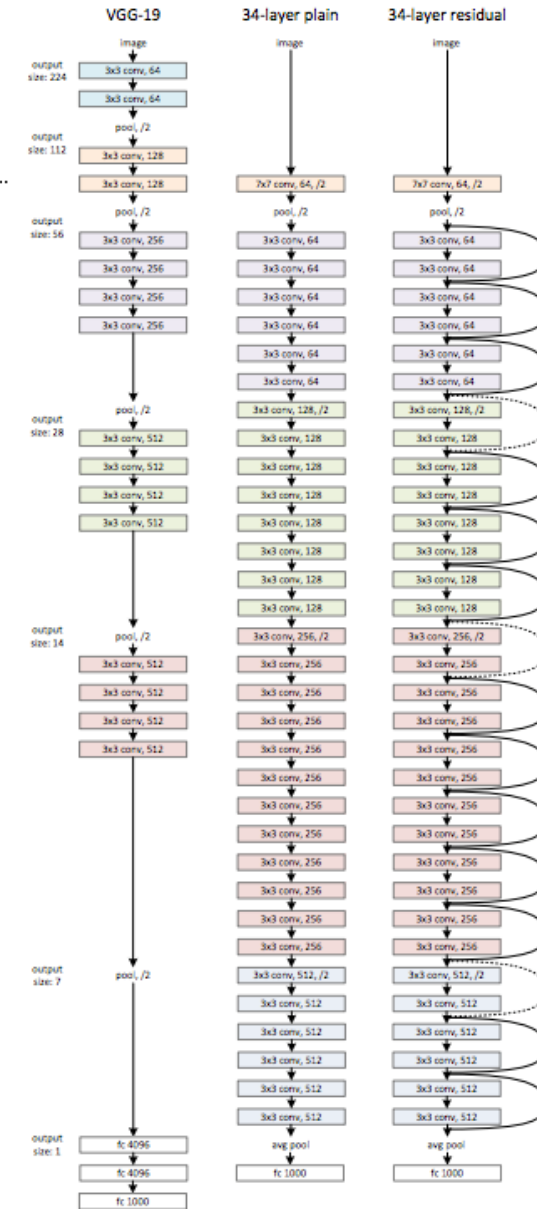 VGG-19
image
output
size: 224
3x3 conv, 64
3x3 conv, 64
pool, /2
output
size: 112
3x3 conv, 128
...
3x3 conv, 128
pool, /2
output
size: 56
3x3 conv, 256
3x3 conv, 256
3x3 conv, 256
3x3 conv, 256
pool, /2
output
size: 28
3x3 conv, 512
3x3 conv, 512
3x3 conv, 512
3x3 conv, 512
output
size: 14
pool, /2
3x3 conv, 512
3x3 conv, 512
3x3 conv, 512
3x3 conv, 512
output
size: 7
pool, /2
output
size: 1
fc 4096
fc 4096
fc 1000
34-layer plain
image
7x7 conv, 64, /2
pool, /2
3x3 conv, 64
3x3 conv, 64
3x3 conv, 64
3x3 conv, 64
3x3 conv, 64
3x3 conv, 64
3x3 conv, 128, /2
3x3 conv, 128
3x3 conv, 128
3x3 conv, 128
3x3 conv, 128
3x3 conv, 128
3x3 conv, 128
3x3 conv, 128
3x3 conv, 256, /2
3x3 conv, 256
3x3 conv, 256
3x3 conv, 256
3x3 conv, 256
3x3 conv, 256
3x3 conv, 256
3x3 conv, 256
3x3 conv, 256
3x3 conv, 256
3x3 conv, 256
3x3 conv, 256
3x3 conv, 512, /2
3x3 conv, 512
3x3 conv, 512
3x3 conv, 512
3x3 conv, 512
3x3 conv, 512
avg pool
fc 1000
34-layer residual
image
7x7 conv, 64, /2
pool, /2
3x3 conv, 64
3x3 conv, 64
3x3 conv, 64
3x3 conv, 64
3x3 conv, 64
3x3 conv, 64
3x3 conv, 128, /2
3x3 conv, 128
3x3 conv, 128
3x3 conv, 128
3x3 conv, 128
3x3 conv, 128
3x3 conv, 128
3x3 conv, 128
3x3 conv, 256, /2
3x3 conv, 256
3x3 conv, 256
3x3 conv, 256
3x3 conv, 256
3x3 conv, 256
3x3 conv, 256
3x3 conv, 256
3x3 conv, 256
3x3 conv, 256
3x3 conv, 256
3x3 conv, 256
3x3 conv, 512, /2
3x3 conv, 512
3x3 conv, 512
3x3 conv, 512
3x3 conv, 512
3x3 conv, 512
avg pool
fc 1000